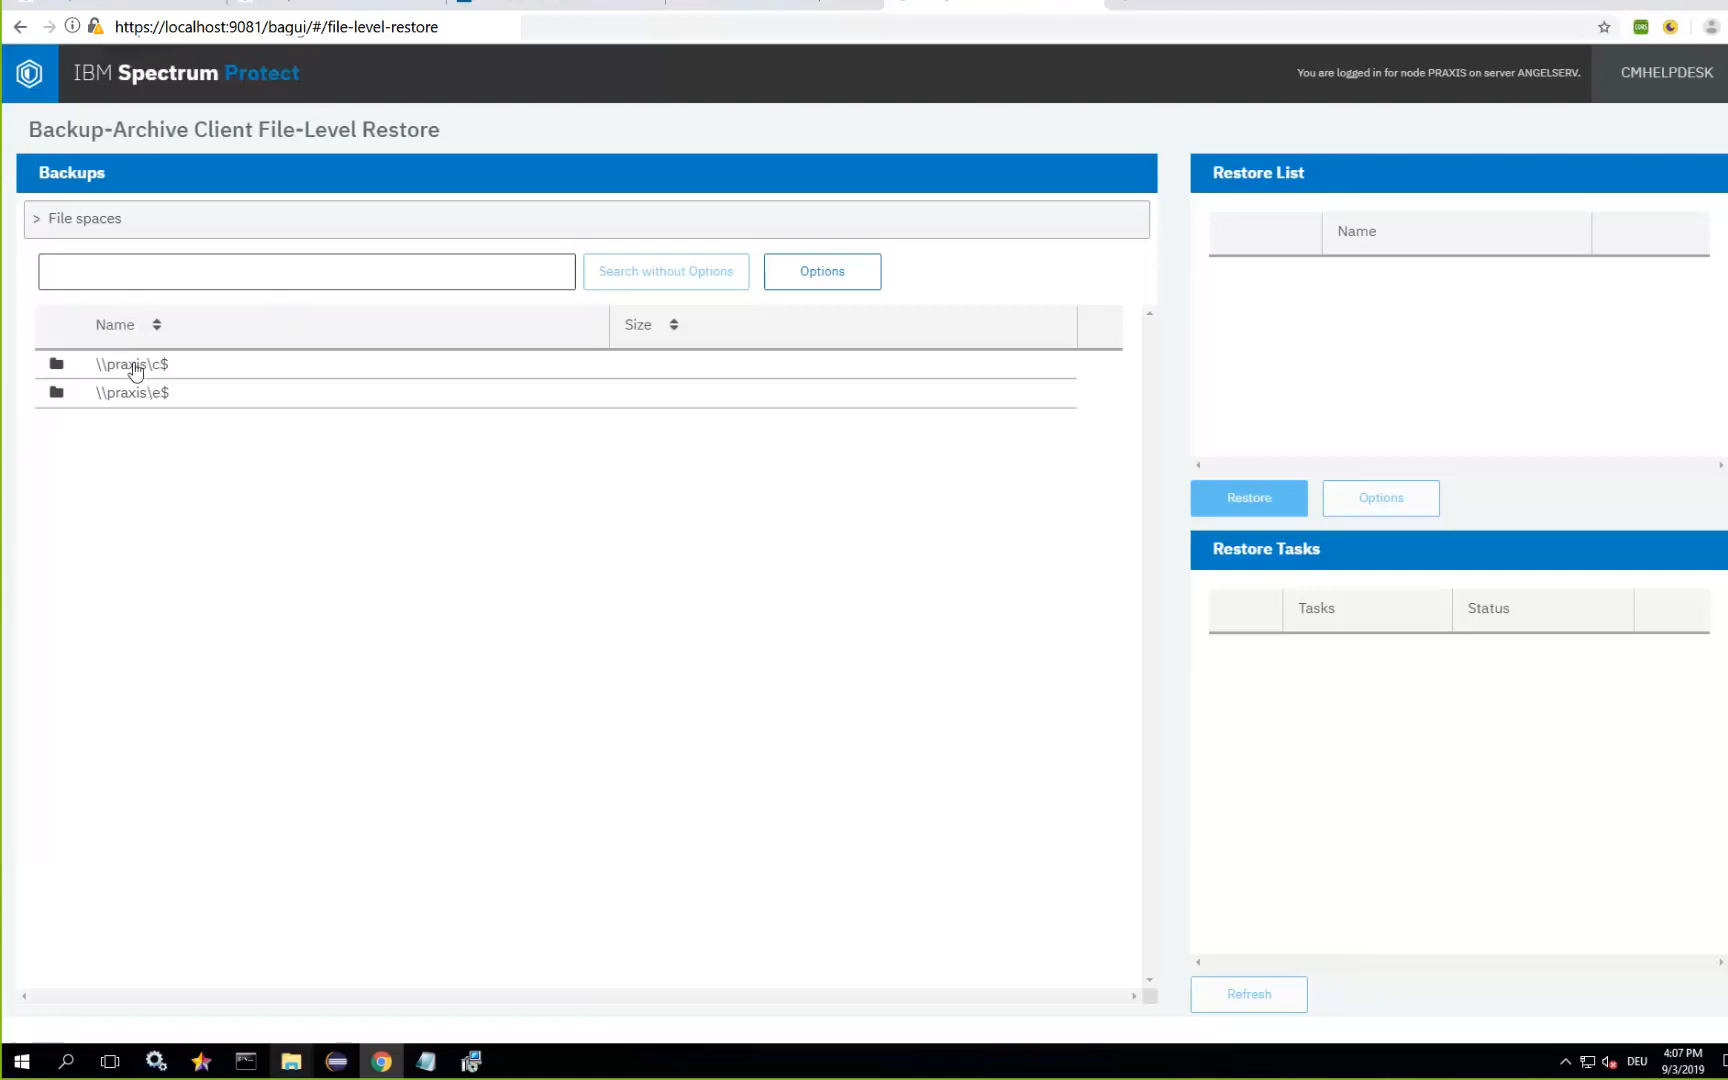 https://localhost:9081/bagui/#/file-level-restore
IBM Spectrum Protect
You are logged in for node PRAXIS on server ANGELSERV.
CMHELPDESK
Backup-Archive Client File-Level Restore
Backups
> File spaces
Search without Options
Options
Name
Size
\\praxis\c$
\\praxis\e$
Restore List
Name
Restore
Options
Restore Tasks
Tasks
Status
Refresh
DEU
4:07 PM
9/3/2019